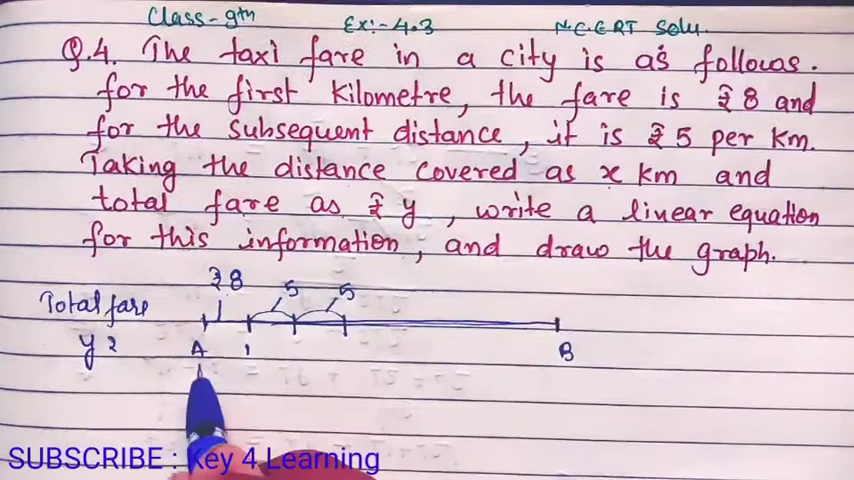 Class-9th Ex:-4.3 N.C.E.R.T Solu.
Q.4. The taxi fare in a city is as follows.
for the first kilometre, the fare is ₹8 and
for the subsequent distance, it is ₹5 per km.
Taking the distance covered as x km and
total fare as ₹y, write a linear equation
for this information, and draw the graph.
₹8 5 5
Total fare
y ? A 1 B
SUBSCRIBE : Key 4 Learning